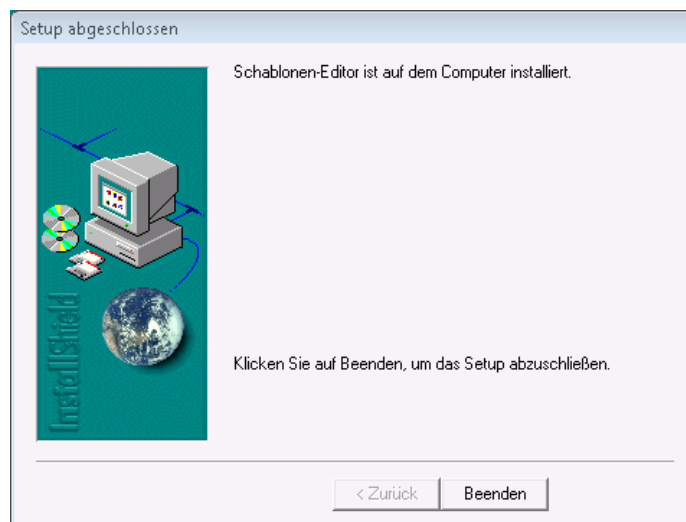 Setup abgeschlossen
Schablonen-Editor ist auf dem Computer installiert.
InstallShield
Klicken Sie auf Beenden, um das Setup abzuschließen.
< Zurück
Beenden